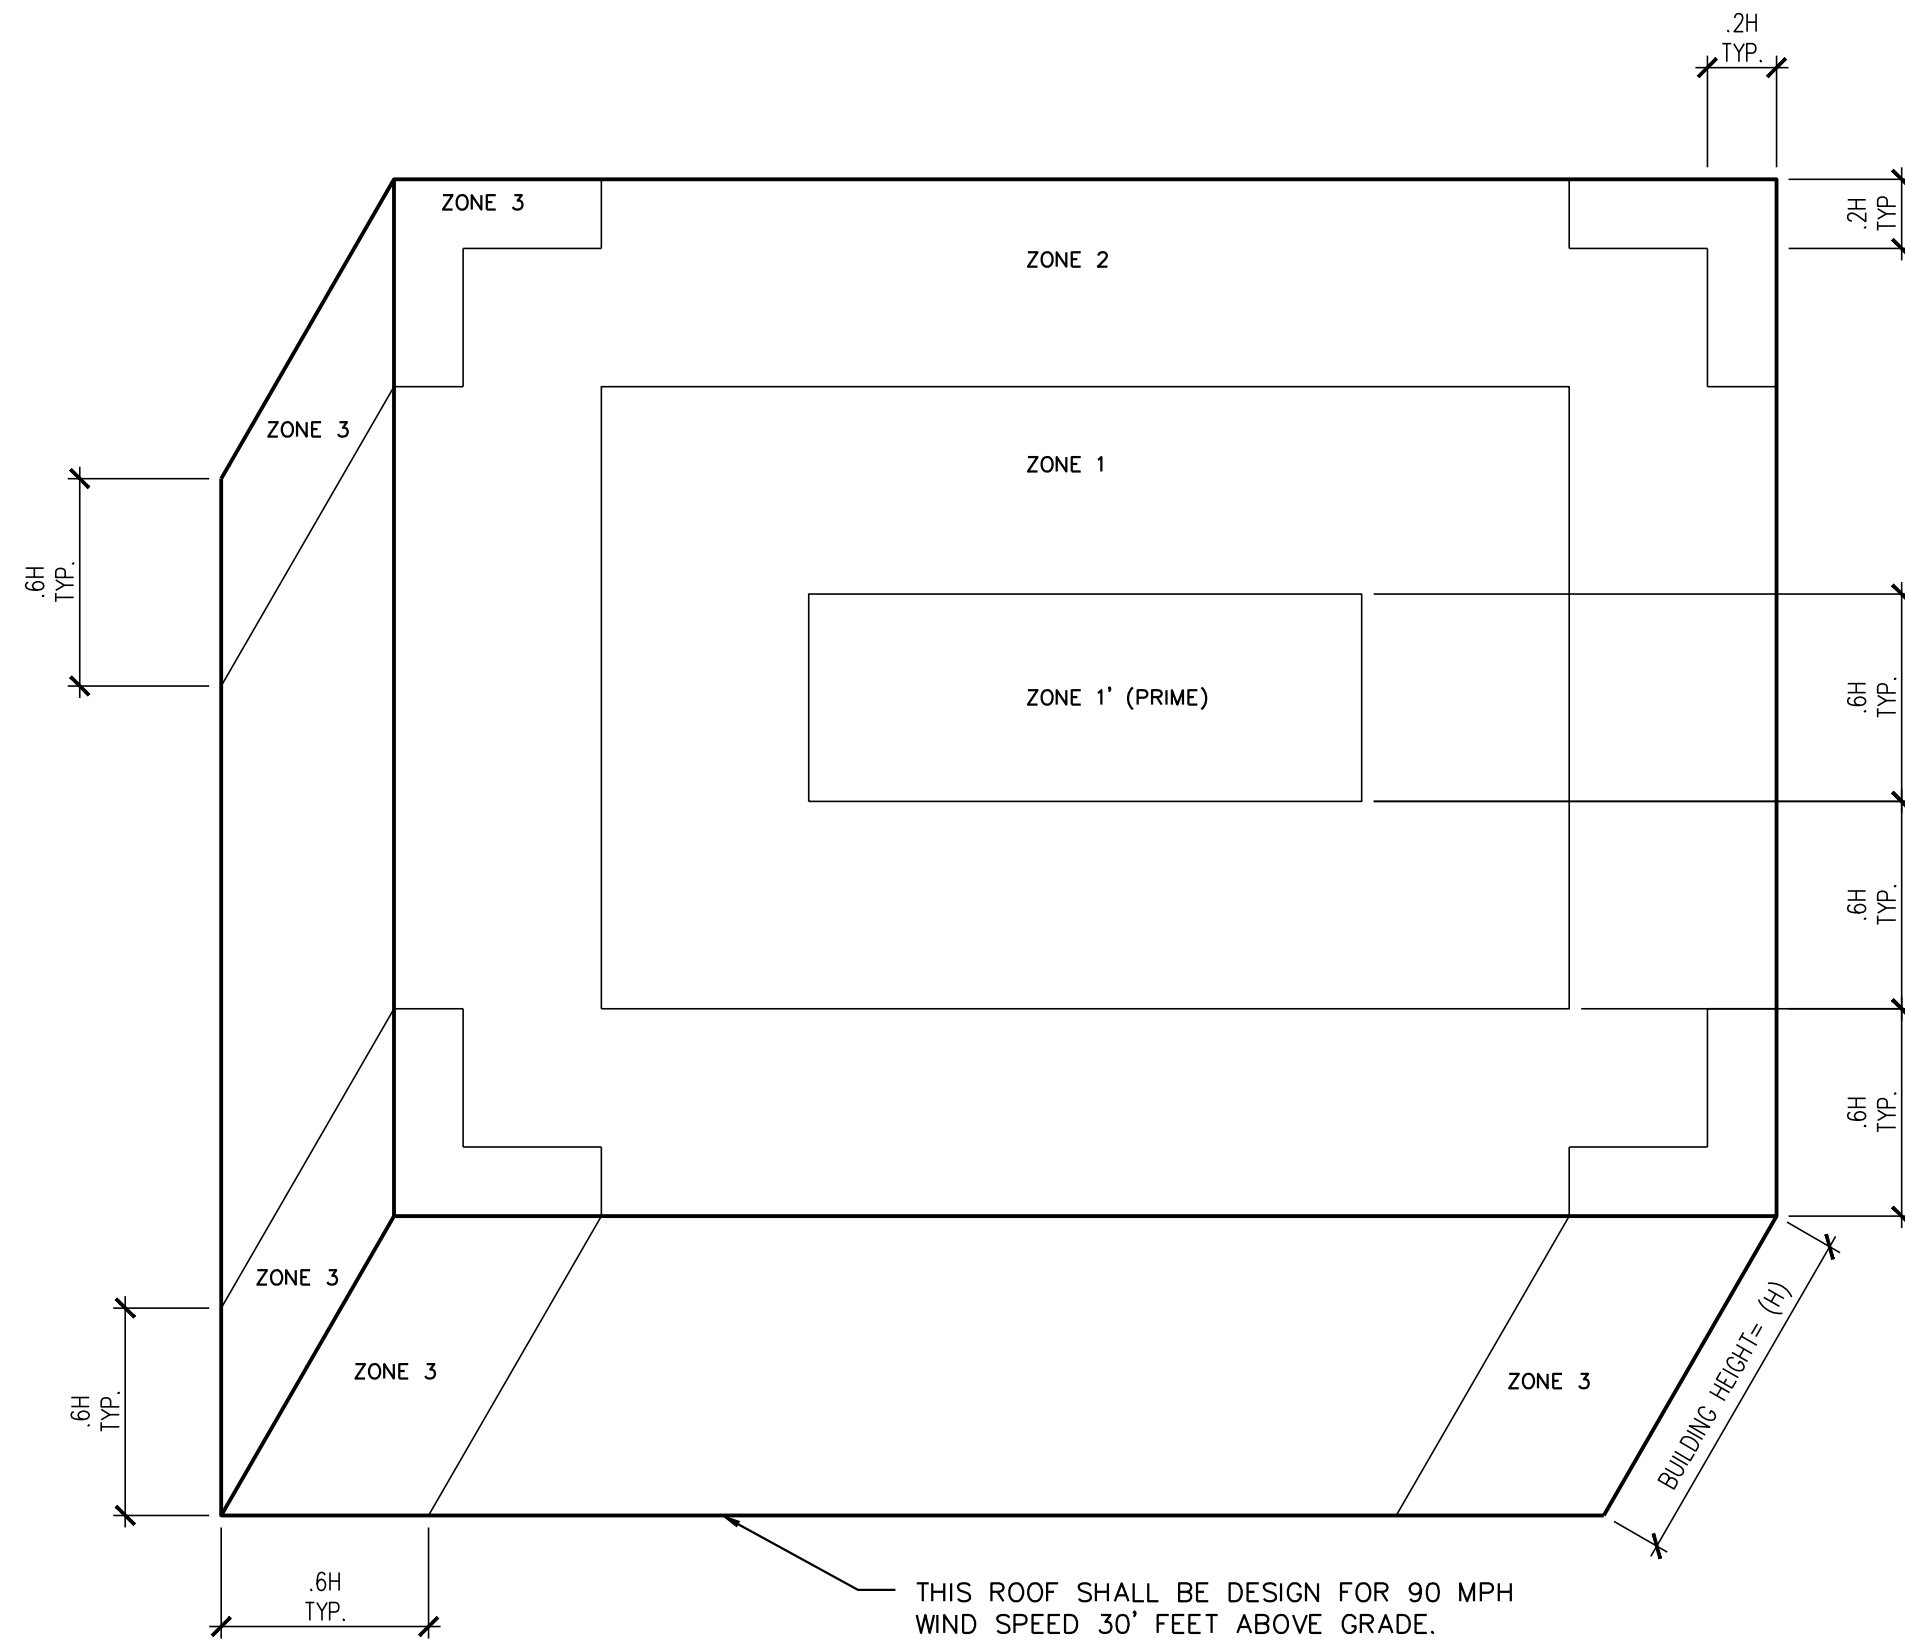 .2H
TYP.
ZONE 3
ZONE 2
.2H
TYP
ZONE 3
ZONE 1
.6H
TYP.
ZONE 1' (PRIME)
.6H
TYP.
.6H
TYP.
.6H
TYP.
ZONE 3
ZONE 3
ZONE 3
BUILDING HEIGHT= (H)
.6H
TYP.
.6H
TYP.
THIS ROOF SHALL BE DESIGN FOR 90 MPH
WIND SPEED 30' FEET ABOVE GRADE.